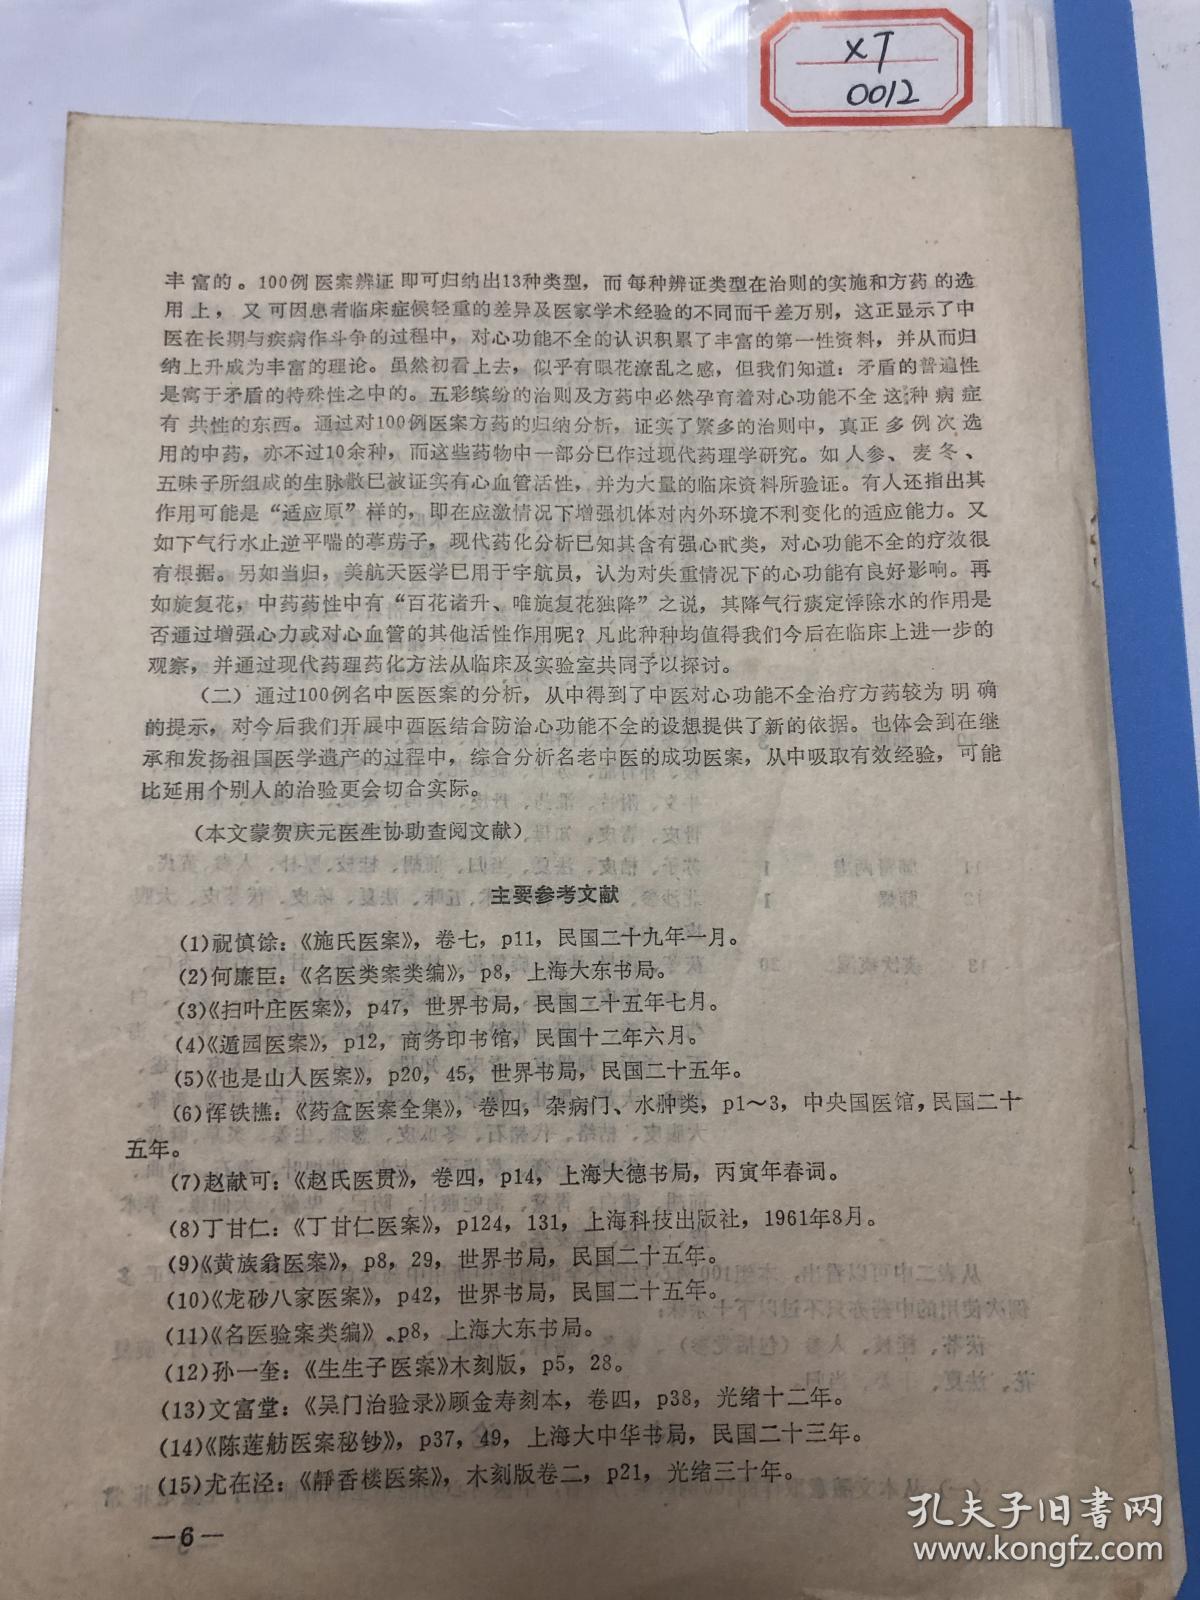 XT
0012
丰富的。100例医案辨证即可归纳出13种类型，而每种辨证类型在治则的实施和方药的选
用上，又可因患者临床症候轻重的差异及医家学术经验的不同而千差万别，这正显示了中
医在长期与疾病作斗争的过程中，对心功能不全的认识积累了丰富的第一性资料，并从而归
纳上升成为丰富的理论。虽然初看上去，似乎有眼花潦乱之感，但我们知道：矛盾的普遍性
是寓于矛盾的特殊性之中的。五彩缤纷的治则及方药中必然孕育着对心功能不全这种病症
有共性的东西。通过对100例医案方药的归纳分析，证实了繁多的治则中，真正多例次选
用的中药，亦不过10余种，而这些药物中一部分已作过现代药理学研究。如人参、麦冬、
五味子所组成的生脉散已被证实有心血管活性，并为大量的临床资料所验证。有人还指出其
作用可能是“适应原”样的，即在应激情况下增强机体对内外环境不利变化的适应能力。又
如下气行水止逆平喘的葶苈子，现代药化分析已知其含有强心甙类，对心功能不全的疗效很
有根据。另如当归，美航天医学已用于宇航员，认为对失重情况下的心功能有良好影响。再
如旋复花，中药药性中有“百花诸升、唯旋复花独降”之说，其降气行痰定悸除水的作用是
否通过增强心力或对心血管的其他活性作用呢？凡此种种均值得我们今后在临床上进一步的
观察，并通过现代药理药化方法从临床及实验室共同予以探讨。
（二）通过100例名中医医案的分析，从中得到了中医对心功能不全治疗方药较为明确
的提示，对今后我们开展中西医结合防治心功能不全的设想提供了新的依据。也体会到在继
承和发扬祖国医学遗产的过程中，综合分析名老中医的成功医案，从中吸取有效经验，可能
比延用个别人的治验更会切合实际。
（本文蒙贺庆元医生协助查阅文献）
主要参考文献
(1)祝慎馀：《施氏医案》，卷七，p11，民国二十九年一月。
(2)何廉臣：《名医类案类编》，p8，上海大东书局。
(3)《扫叶庄医案》，p47，世界书局，民国二十五年七月。
(4)《遁园医案》，p12，商务印书馆，民国十二年六月。
(5)《也是山人医案》，p20，45，世界书局，民国二十五年。
(6)恽铁樵：《药盒医案全集》，卷四，杂病门、水肿类，p1～3，中央国医馆，民国二十
五年。
(7)赵献可：《赵氏医贯》，卷四，p14，上海大德书局，丙寅年春词。
(8)丁甘仁：《丁甘仁医案》，p124，131，上海科技出版社，1961年8月。
(9)《黄族翁医案》，p8，29，世界书局，民国二十五年。
(10)《龙砂八家医案》，p42，世界书局，民国二十五年。
(11)《名医验案类编》.p8，上海大东书局。
(12)孙一奎：《生生子医案》木刻版，p5，28。
(13)文富堂：《吴门治验录》顾金寿刻本，卷四，p38，光绪十二年。
(14)《陈莲舫医案秘钞》，p37，49，上海大中华书局，民国二十三年。
(15)尤在泾：《静香楼医案》，木刻版卷二，p21，光绪三十年。
—6—
孔夫子旧书网
www.kongfz.com